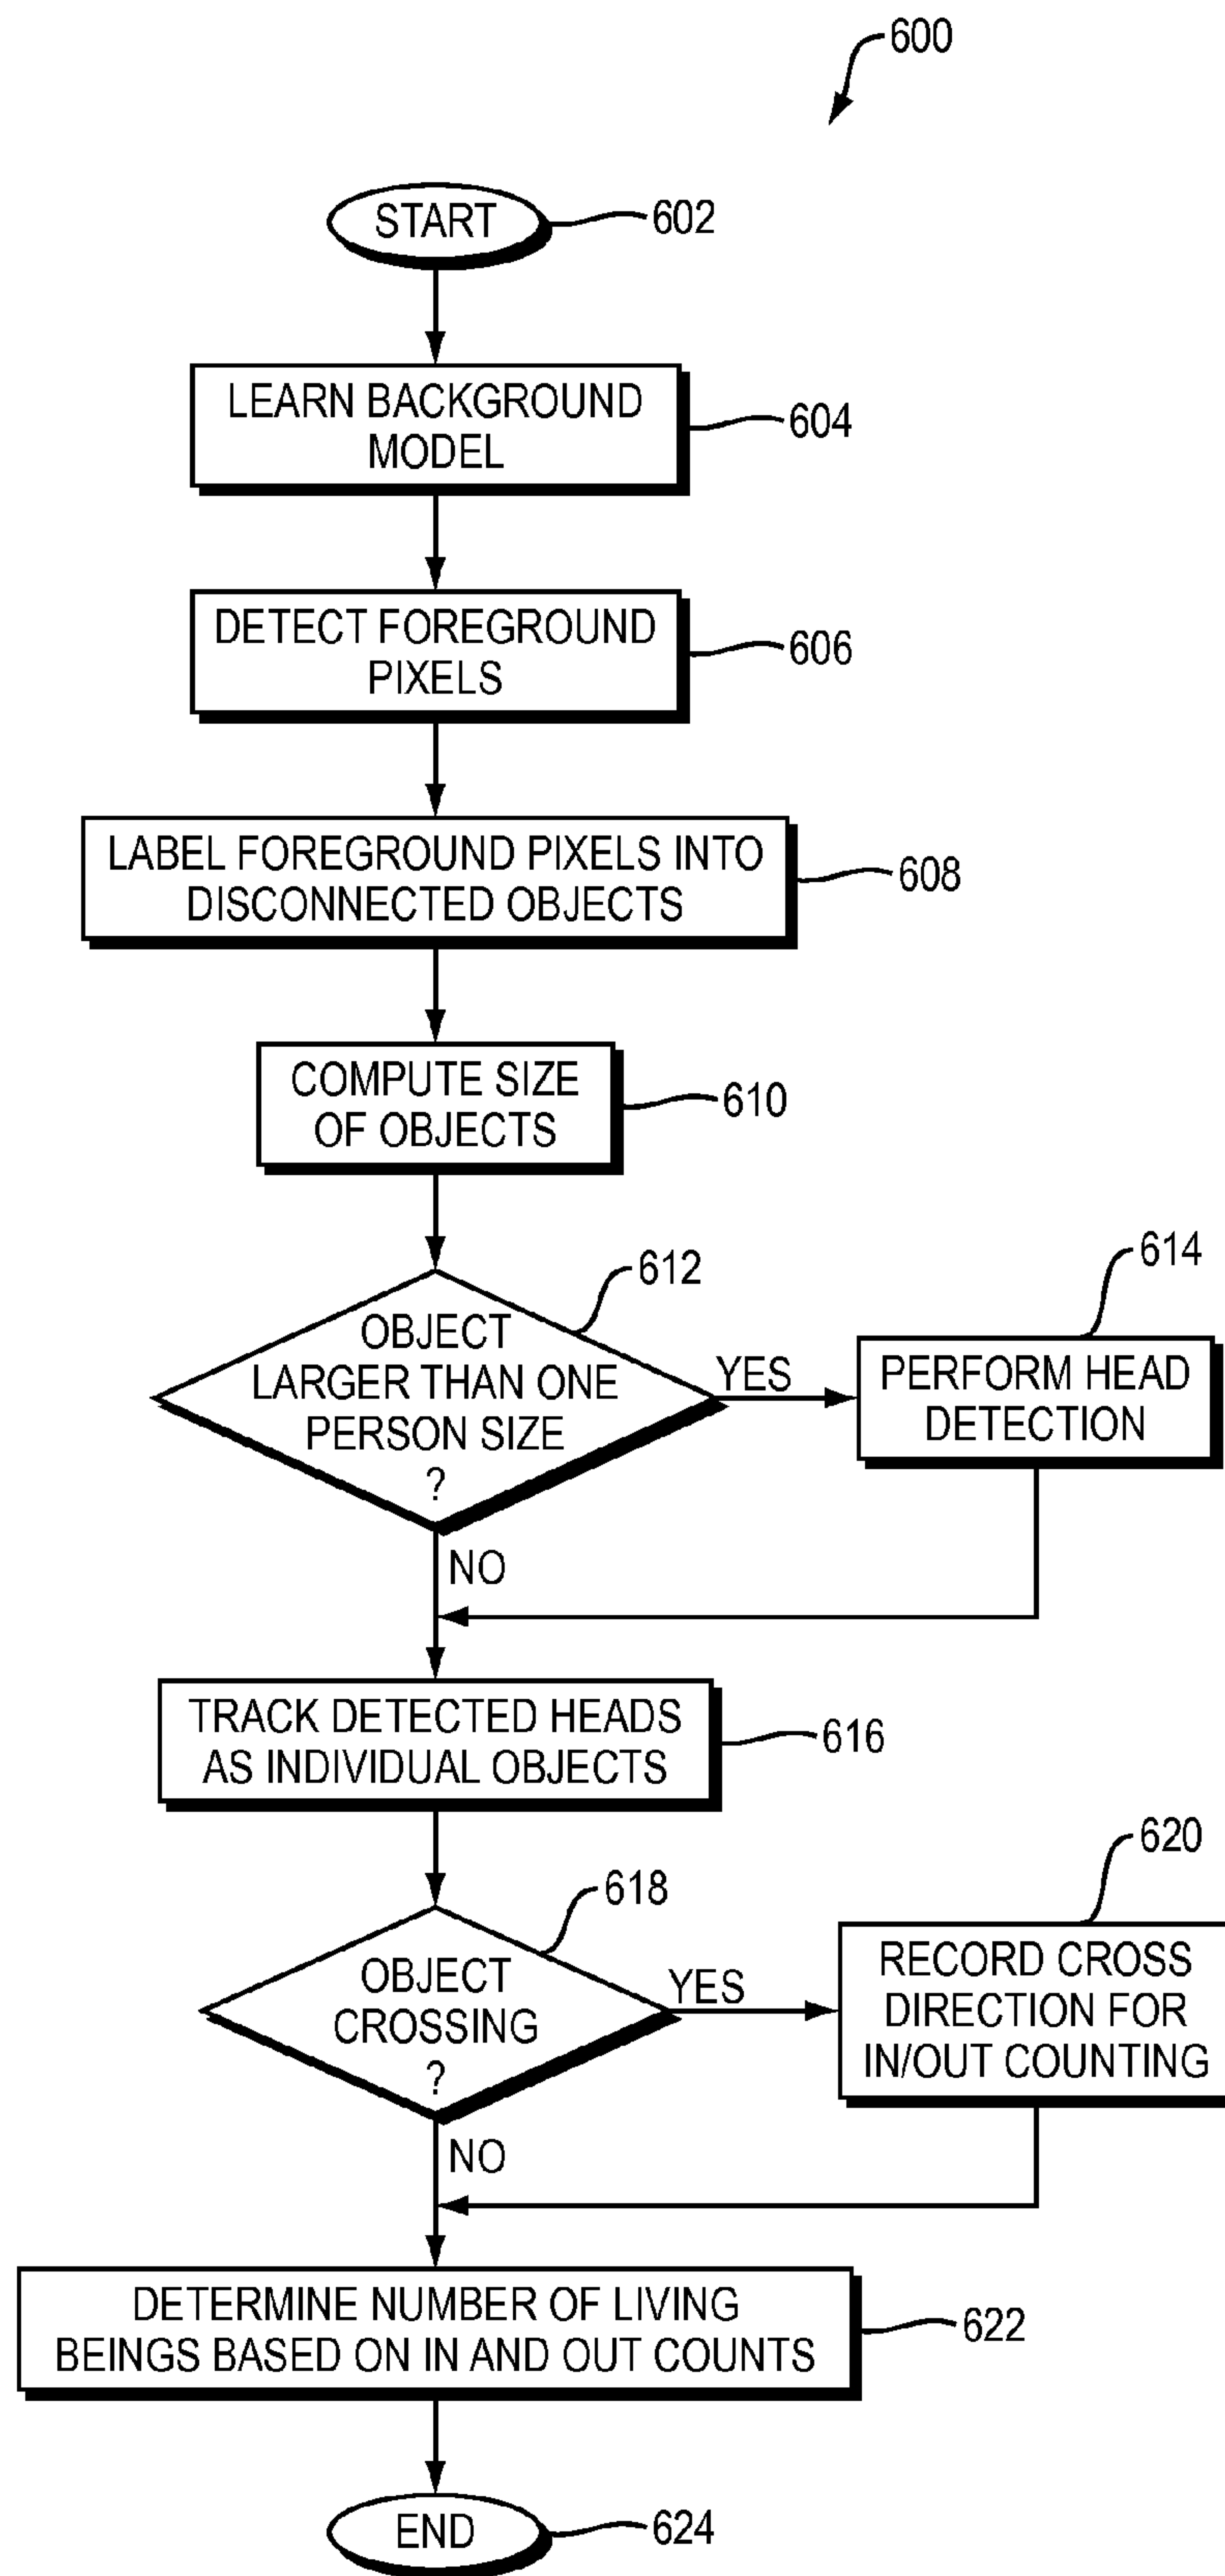 600
START
602
LEARN BACKGROUND
MODEL
604
DETECT FOREGROUND
PIXELS
606
LABEL FOREGROUND PIXELS INTO
DISCONNECTED OBJECTS
608
COMPUTE SIZE
OF OBJECTS
610
612
OBJECT
LARGER THAN ONE
PERSON SIZE
?
YES
614
PERFORM HEAD
DETECTION
NO
TRACK DETECTED HEADS
AS INDIVIDUAL OBJECTS
616
618
OBJECT
CROSSING
?
YES
620
RECORD CROSS
DIRECTION FOR
IN/OUT COUNTING
NO
DETERMINE NUMBER OF LIVING
BEINGS BASED ON IN AND OUT COUNTS
622
END
624